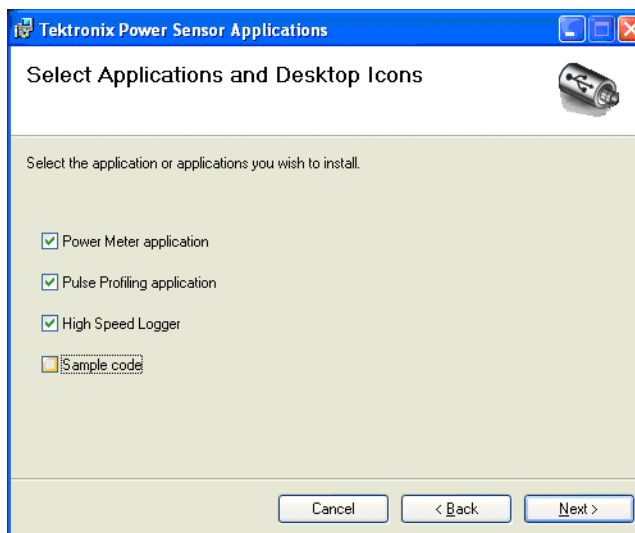 Tektronix Power Sensor Applications
Select Applications and Desktop Icons
Select the application or applications you wish to install.
Power Meter application
Pulse Profiling application
High Speed Logger
Sample code
Cancel
< Back
Next >